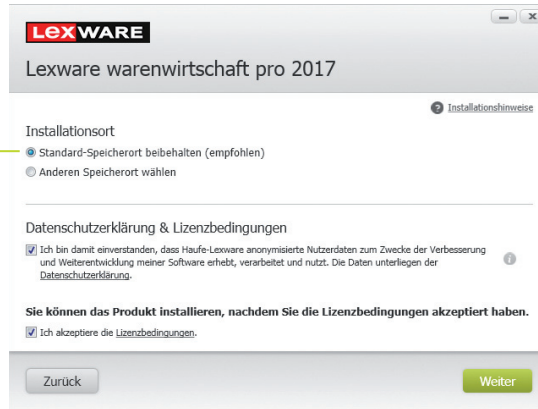 LEXWARE
Lexware warenwirtschaft pro 2017
Installationshinweise
Installationsort
Standard-Speicherort beibehalten (empfohlen)
Anderen Speicherort wählen
Datenschutzerklärung & Lizenzbedingungen
Ich bin damit einverstanden, dass Haufe-Lexware anonymisierte Nutzerdaten zum Zwecke der Verbesserung
und Weiterentwicklung meiner Software erhebt, verarbeitet und nutzt. Die Daten unterliegen der
Datenschutzerklärung.
Sie können das Produkt installieren, nachdem Sie die Lizenzbedingungen akzeptiert haben.
Ich akzeptiere die Lizenzbedingungen.
Zurück
Weiter